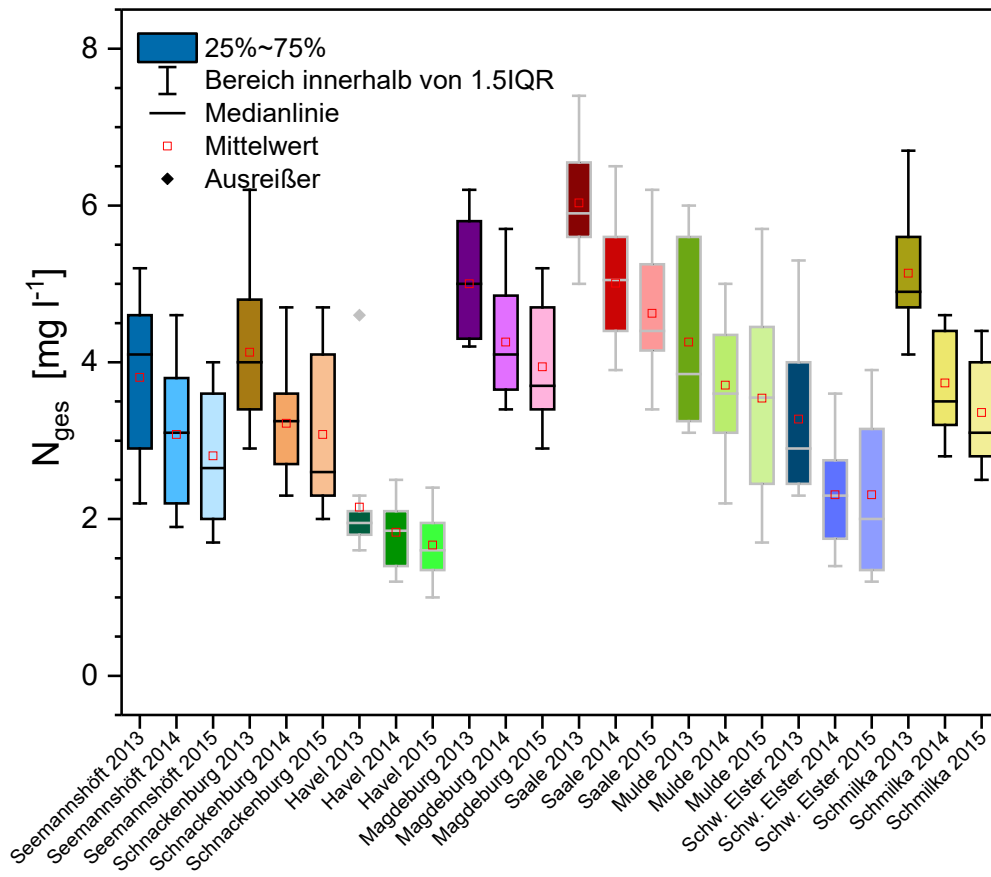 25%~75%
Bereich innerhalb von 1.5IQR
Medianlinie
Mittelwert
Ausreißer
N_ges [mg l⁻¹]
8
6
4
2
0
Seemannshöft 2013
Seemannshöft 2014
Seemannshöft 2015
Schnackenburg 2013
Schnackenburg 2014
Schnackenburg 2015
Havel 2013
Havel 2014
Havel 2015
Magdeburg 2013
Magdeburg 2014
Magdeburg 2015
Saale 2013
Saale 2014
Saale 2015
Mulde 2013
Mulde 2014
Mulde 2015
Schw. Elster 2013
Schw. Elster 2014
Schw. Elster 2015
Schmilka 2013
Schmilka 2014
Schmilka 2015